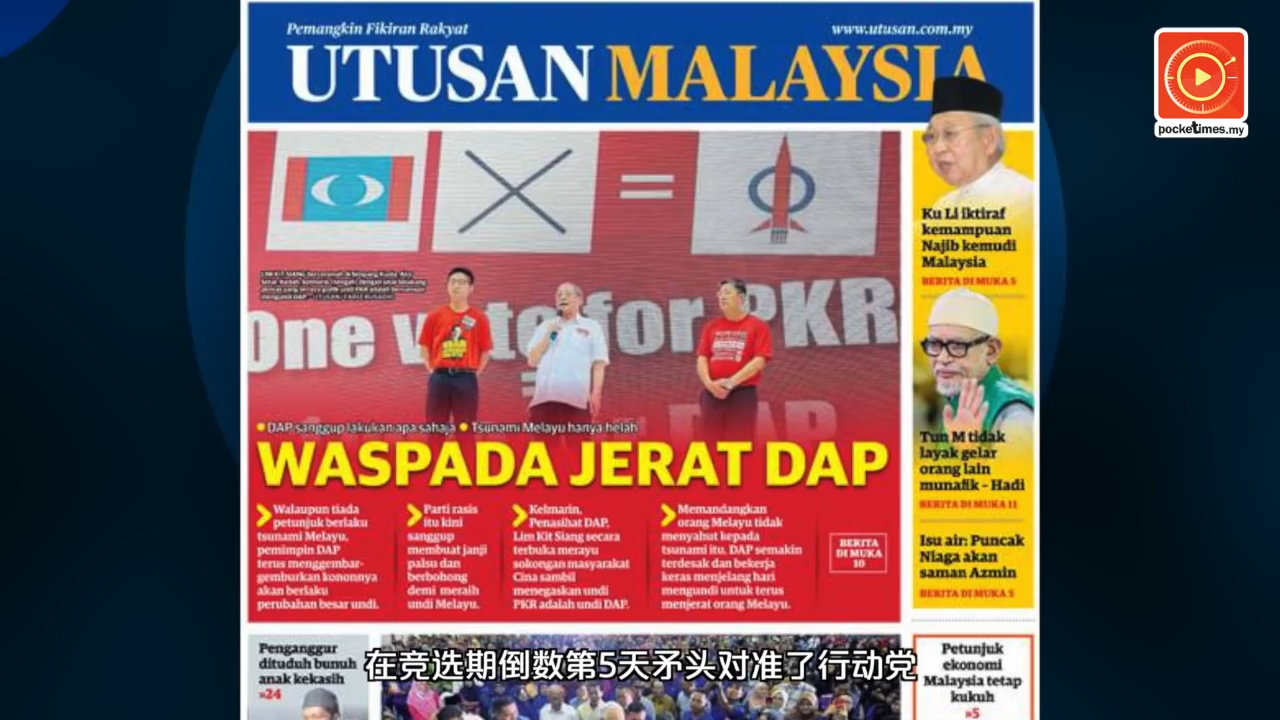 Pemangkin Fikiran Rakyat
www.utusan.com.my
UTUSAN MALAYSIA
pocketimes.my
One vote for PKR
=
DAP
• DAP sanggup lakukan apa sahaja • Tsunami Melayu hanya helah
WASPADA JERAT DAP
Walaupun tiada
petunjuk berlaku
tsunami Melayu,
pemimpin DAP
terus menggembar-
gemburkan kononnya
akan berlaku
perubahan besar undi.
Parti rasis
itu kini
sanggup
membuat janji
palsu dan
berbohong
demi meraih
undi Melayu.
Kelmarin,
Penasihat DAP,
Lim Kit Siang secara
terbuka merayu
sokongan masyarakat
Cina sambil
menegaskan undi
PKR adalah undi DAP.
Memandangkan
orang Melayu tidak
menyahut kepada
tsunami itu, DAP semakin
terdesak dan bekerja
keras menjelang hari
mengundi untuk terus
menjerat orang Melayu.
BERITA
DI MUKA
10
Ku Li iktiraf
kemampuan
Najib kemudi
Malaysia
BERITA DI MUKA 5
Tun M tidak
layak gelar
orang lain
munafik – Hadi
BERITA DI MUKA 11
Isu air: Puncak
Niaga akan
saman Azmin
BERITA DI MUKA 3
Penganggur
dituduh bunuh
anak kekasih
»24
Petunjuk
ekonomi
Malaysia tetap
kukuh
»5
在竞选期倒数第5天矛头对准了行动党